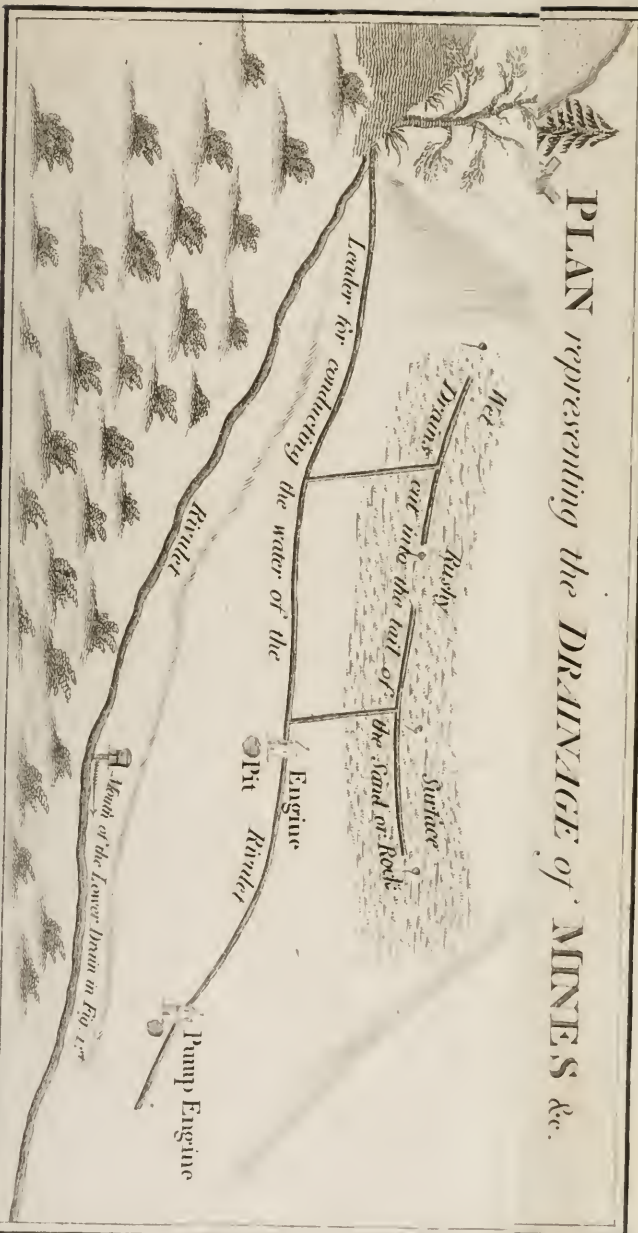 PLAN representing the DRAINAGE of MINES &c.
Wet Rushy Surface
Drains cut into the tail of the Sand or Rock
Leader for conducting the water of the Rivulet
Engine
Pit
Pump Engine
Rivulet
Mouth of the Lower Drain in Fig. 1st